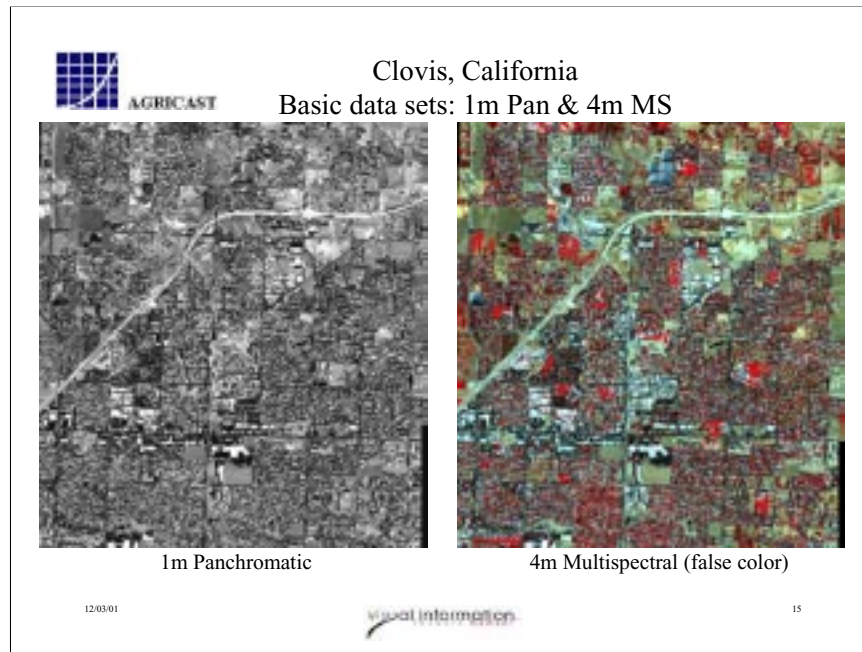 AGRICAST
Clovis, California
Basic data sets: 1m Pan & 4m MS
1m Panchromatic
4m Multispectral (false color)
12/03/01
visual information
15